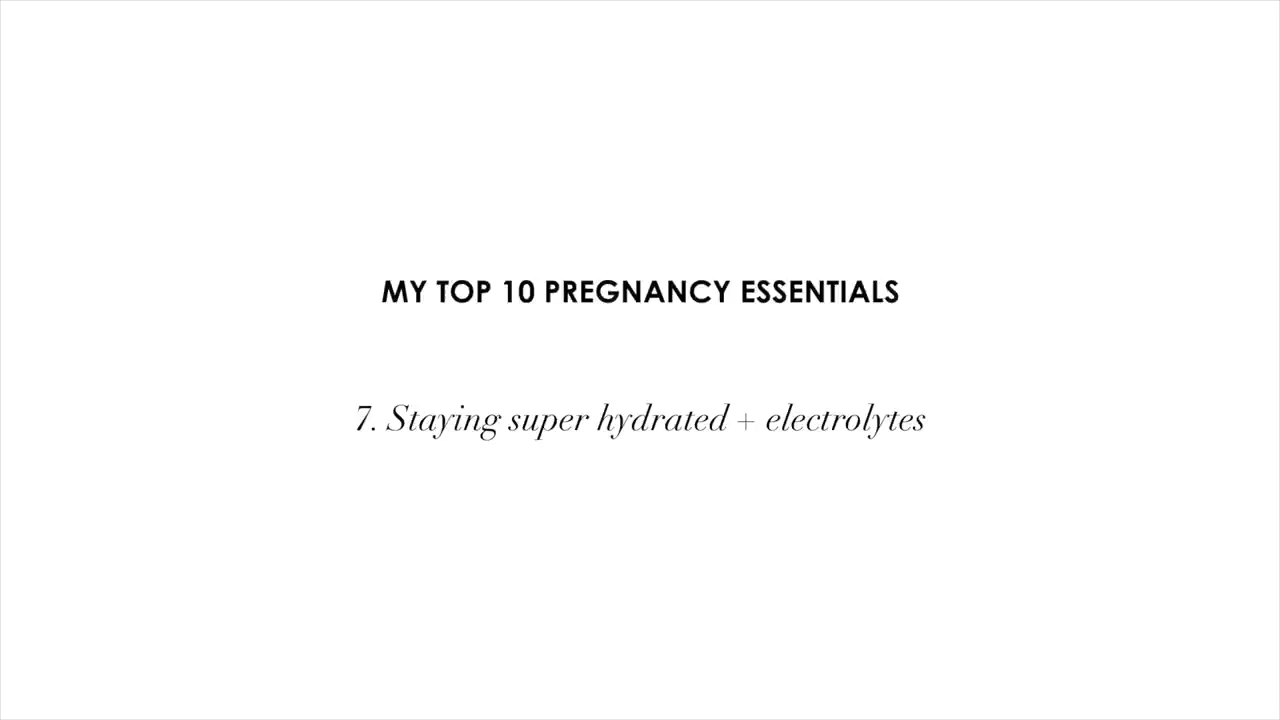 MY TOP 10 PREGNANCY ESSENTIALS
7. Staying super hydrated + electrolytes